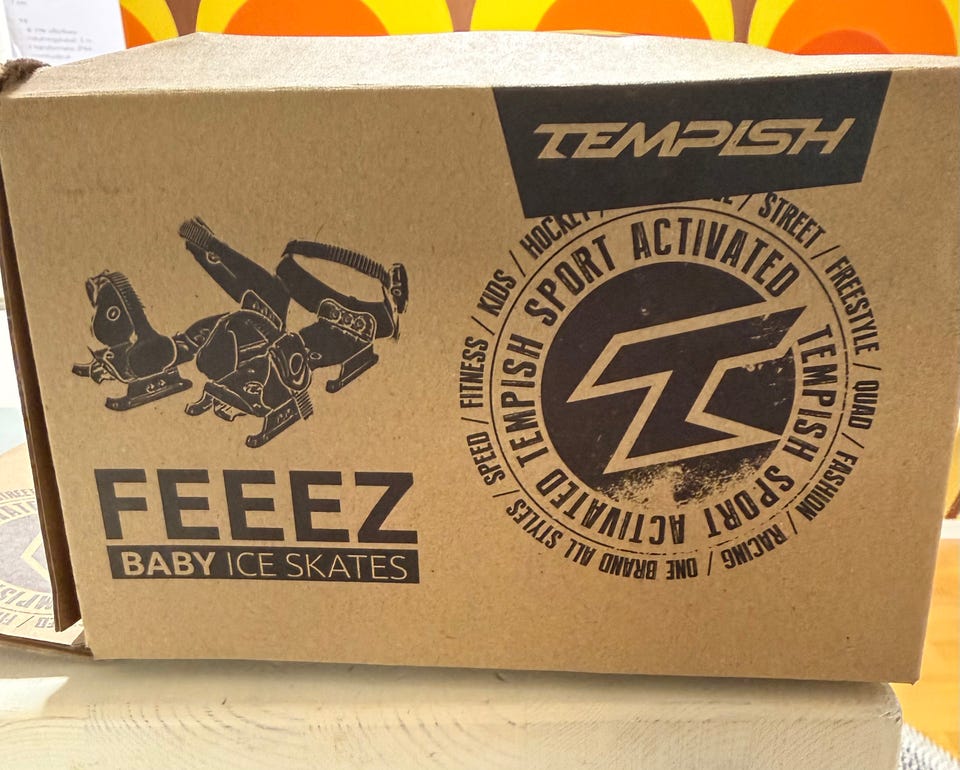 TEMPISH
/ KIDS / HOCKEY / / STREET / FREESTYLE / QUAD / FASHION / RACING / ONE BRAND ALL STYLES / SPEED / FITNESS
TEMPISH SPORT ACTIVATED
TEMPISH SPORT ACTIVATED
FEEEZ
BABY ICE SKATES